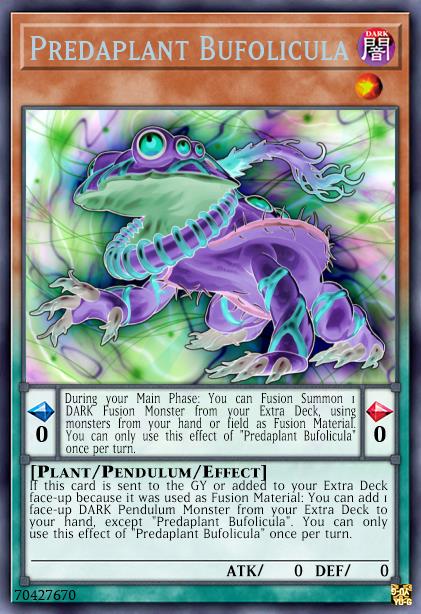 PREDAPLANT BUFOLICULA
DARK
闇
During your Main Phase: You can Fusion Summon 1
DARK Fusion Monster from your Extra Deck, using
monsters from your hand or field as Fusion Material.
You can only use this effect of "Predaplant Bufolicula"
once per turn.
0
0
[PLANT/PENDULUM/EFFECT]
If this card is sent to the GY or added to your Extra Deck
face-up because it was used as Fusion Material: You can add 1
face-up DARK Pendulum Monster from your Extra Deck to
your hand, except "Predaplant Bufolicula". You can only
use this effect of "Predaplant Bufolicula" once per turn.
ATK/ 0 DEF/ 0
70427670